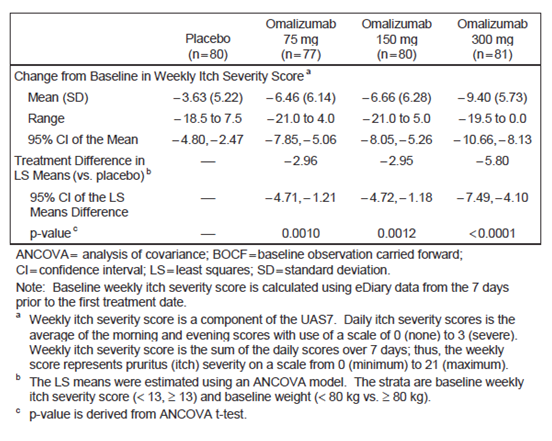 Placebo (n=80) Omalizumab 75 mg (n=77) Omalizumab 150 mg (n=80) Omalizumab 300 mg (n=81)
Change from Baseline in Weekly Itch Severity Score a
Mean (SD) −3.63 (5.22) −6.46 (6.14) −6.66 (6.28) −9.40 (5.73)
Range −18.5 to 7.5 −21.0 to 4.0 −21.0 to 5.0 −19.5 to 0.0
95% CI of the Mean −4.80, −2.47 −7.85, −5.06 −8.05, −5.26 −10.66, −8.13
Treatment Difference in LS Means (vs. placebo) b — −2.96 −2.95 −5.80
95% CI of the LS Means Difference — −4.71, −1.21 −4.72, −1.18 −7.49, −4.10
p-value c — 0.0010 0.0012 <0.0001
ANCOVA= analysis of covariance; BOCF=baseline observation carried forward;
CI=confidence interval; LS=least squares; SD=standard deviation.
Note: Baseline weekly itch severity score is calculated using eDiary data from the 7 days
prior to the first treatment date.
a Weekly itch severity score is a component of the UAS7. Daily itch severity scores is the
average of the morning and evening scores with use of a scale of 0 (none) to 3 (severe).
Weekly itch severity score is the sum of the daily scores over 7 days; thus, the weekly
score represents pruritus (itch) severity on a scale from 0 (minimum) to 21 (maximum).
b The LS means were estimated using an ANCOVA model. The strata are baseline weekly
itch severity score (< 13, ≥ 13) and baseline weight (< 80 kg vs. ≥ 80 kg).
c p-value is derived from ANCOVA t-test.